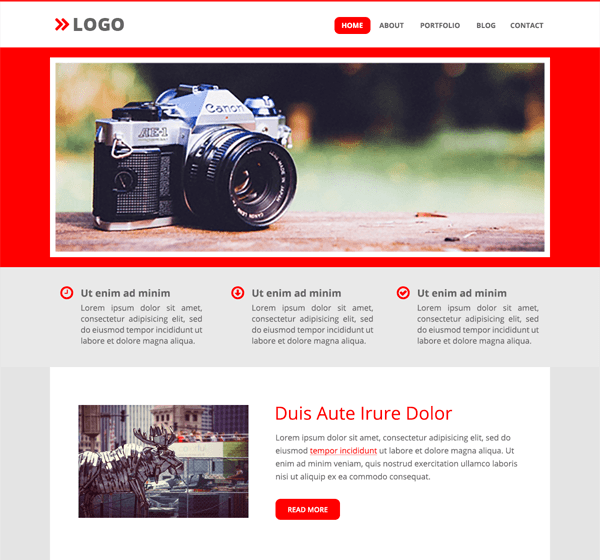 LOGO
HOME ABOUT PORTFOLIO BLOG CONTACT
Canon
AE-1
CANON LENS
Ut enim ad minim
Lorem ipsum dolor sit amet,
consectetur adipisicing elit, sed
do eiusmod tempor incididunt ut
labore et dolore magna aliqua.
Ut enim ad minim
Lorem ipsum dolor sit amet,
consectetur adipisicing elit, sed
do eiusmod tempor incididunt ut
labore et dolore magna aliqua.
Ut enim ad minim
Lorem ipsum dolor sit amet,
consectetur adipisicing elit, sed
do eiusmod tempor incididunt ut
labore et dolore magna aliqua.
Duis Aute Irure Dolor
Lorem ipsum dolor sit amet, consectetur adipisicing elit, sed do
eiusmod tempor incididunt ut labore et dolore magna aliqua. Ut
enim ad minim veniam, quis nostrud exercitation ullamco laboris
nisi ut aliquip ex ea commodo consequat.
READ MORE